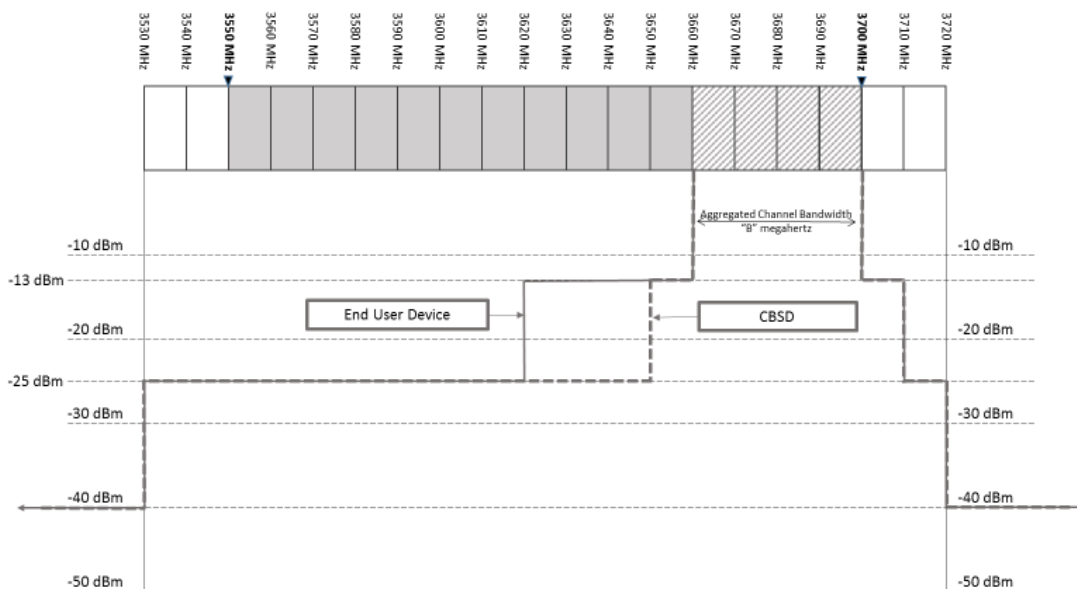 3530 MHz
3540 MHz
3550 MHz
3560 MHz
3570 MHz
3580 MHz
3590 MHz
3600 MHz
3610 MHz
3620 MHz
3630 MHz
3640 MHz
3650 MHz
3660 MHz
3670 MHz
3680 MHz
3690 MHz
3700 MHz
3710 MHz
3720 MHz
Aggregated Channel Bandwidth
"B" megahertz
-10 dBm
-10 dBm
-13 dBm
End User Device
CBSD
-20 dBm
-20 dBm
-25 dBm
-30 dBm
-30 dBm
-40 dBm
-40 dBm
-50 dBm
-50 dBm